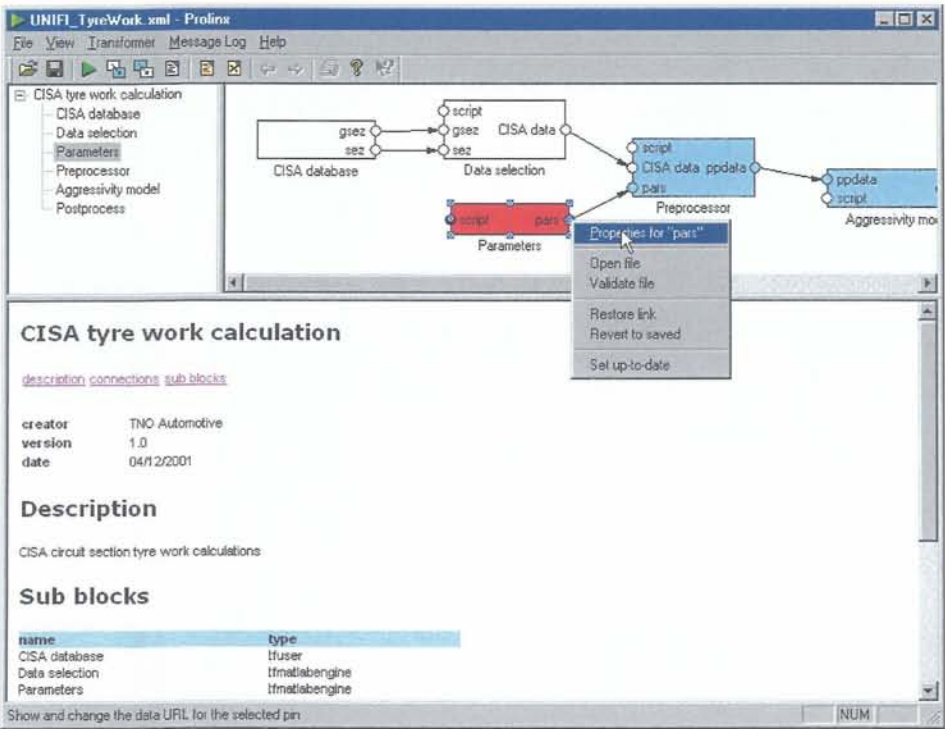 UNIFI_TyreWork.xml - Prolinx
File View Transformer Message Log Help
CISA tyre work calculation
CISA database
Data selection
Parameters
Preprocessor
Aggressivity model
Postprocess
gsez
sez
CISA database
script
gsez CISA data
sez
Data selection
script
CISA data ppdata
pars
Preprocessor
ppdata
script
Aggressivity mo
script pars
Parameters
Properties for "pars"
Open file
Validate file
Restore link
Revert to saved
Set up-to-date
CISA tyre work calculation
description connections sub blocks
creator TNO Automotive
version 1.0
date 04/12/2001
Description
CISA circuit section tyre work calculations
Sub blocks
name type
CISA database tfuser
Data selection tfmatlabengine
Parameters tfmatlabengine
Show and change the data URL for the selected pin NUM